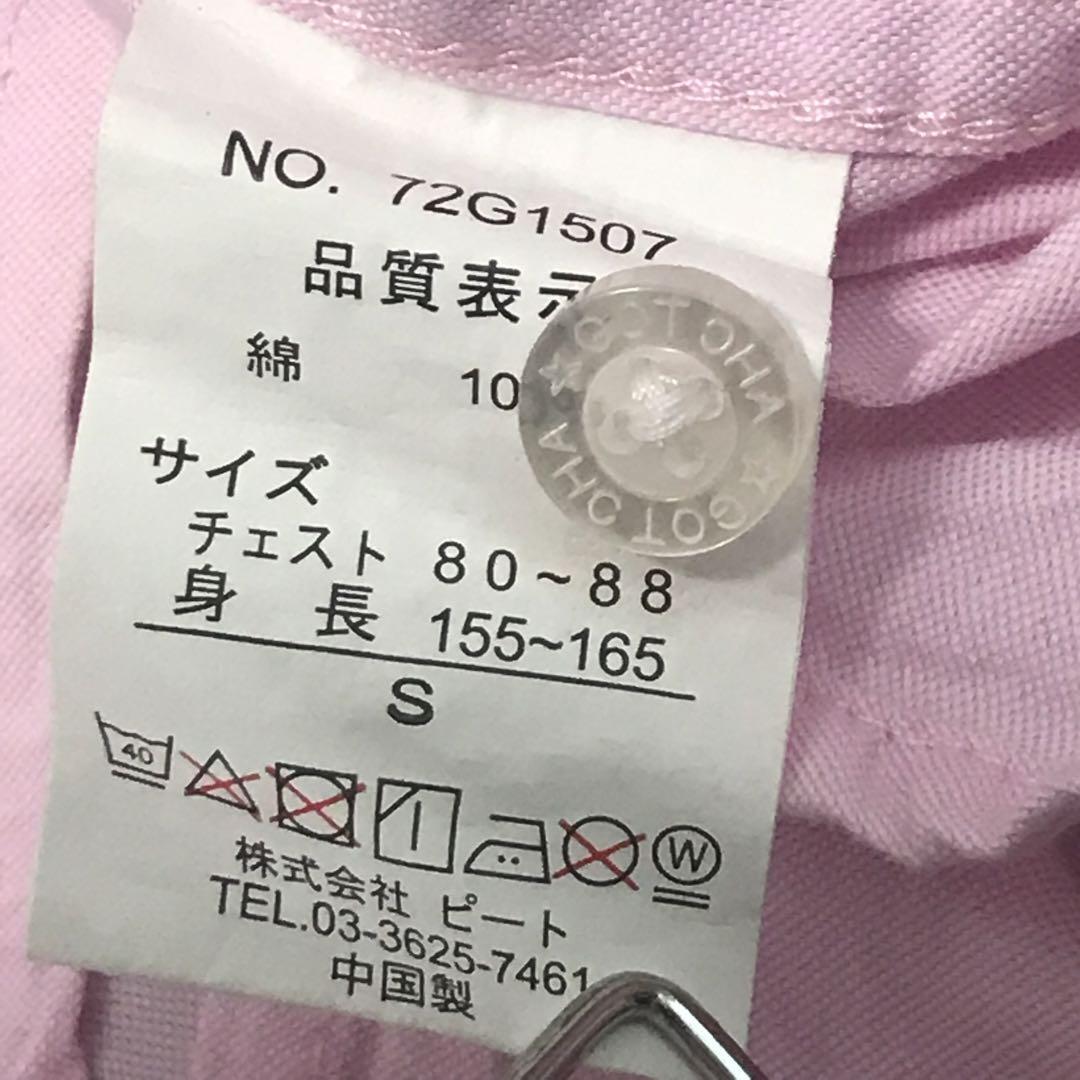 NO. 72G1507
品質表示
綿 10
サイズ
チェスト 80~88
身長 155~165
S
40
W
株式会社 ピート
TEL.03-3625-7461
中国製
★GOTCHA★GOTCHA